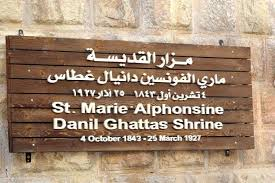 مزار القديسة
ماري الفونسين دانيال غطاس
٤ تشرين أول ١٨٤٣ ٢٥ اذار ١٩٢٧
St. Marie-Alphonsine
Danil Ghattas Shrine
4 October 1843 - 25 March 1927